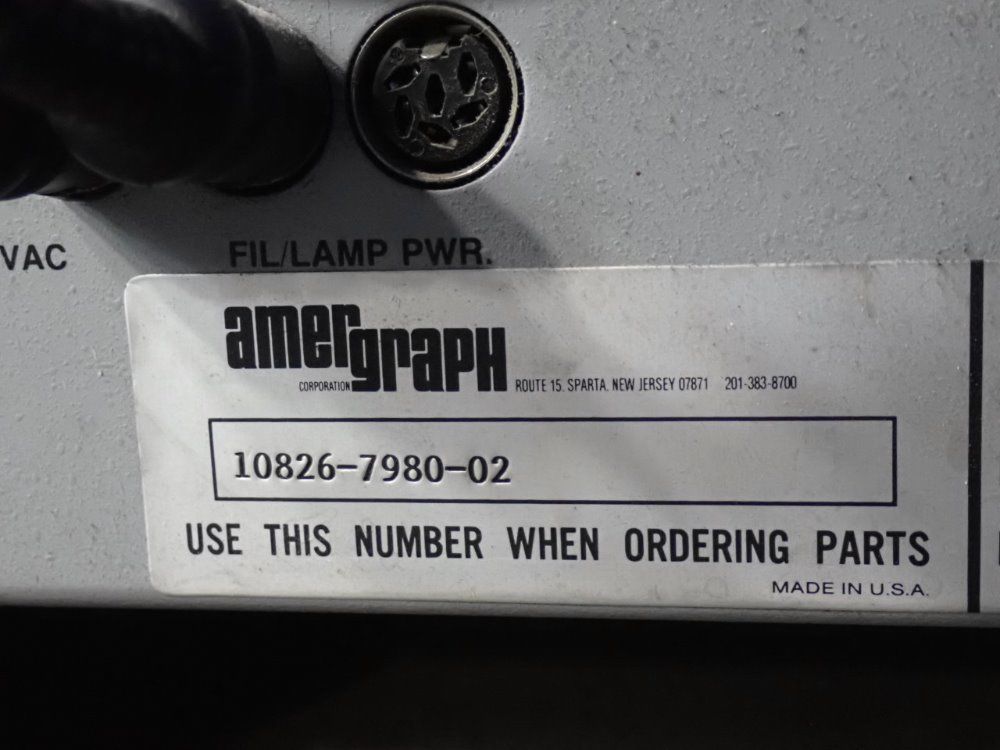 VAC
FIL/LAMP PWR.
amergraph
CORPORATION
ROUTE 15. SPARTA. NEW JERSEY 07871 201-383-8700
10826-7980-02
USE THIS NUMBER WHEN ORDERING PARTS
MADE IN U.S.A.